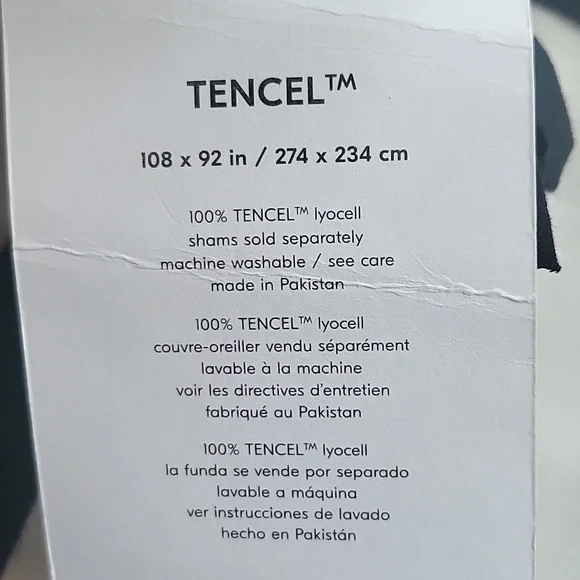 TENCEL™
108 x 92 in / 274 x 234 cm
100% TENCEL™ lyocell
shams sold separately
machine washable / see care
made in Pakistan
100% TENCEL™ lyocell
couvre-oreiller vendu séparément
lavable à la machine
voir les directives d'entretien
fabriqué au Pakistan
100% TENCEL™ lyocell
la funda se vende por separado
lavable a máquina
ver instrucciones de lavado
hecho en Pakistán